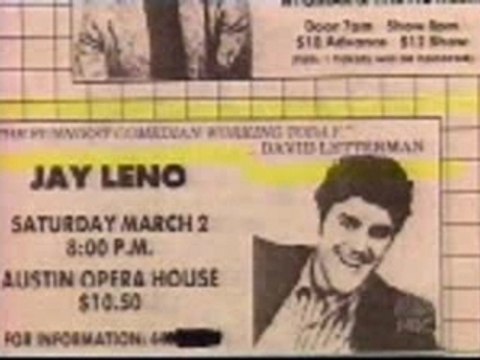 Door 7pm Show 8pm
$10 Advance $12 Show
"THE FUNNIEST COMEDIAN WORKING TODAY."
DAVID LETTERMAN
JAY LENO
SATURDAY MARCH 2
8:00 P.M.
AUSTIN OPERA HOUSE
$10.50
FOR INFORMATION:
NBC